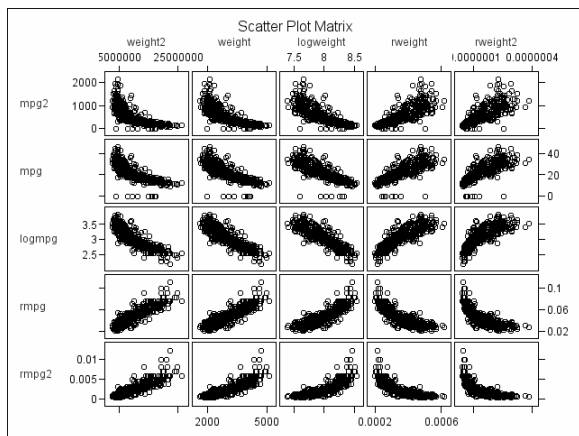 Scatter Plot Matrix
weight2 weight logweight rweight rweight2
5000000 25000000 7.5 8 8.5 0.0000001 0.0000004
mpg2 2000 1000 0
mpg 40 20 0
logmpg 3.5 3 2.5
rmpg 0.1 0.06 0.02
rmpg2 0.01 0.005 0
2000 5000 0.0002 0.0006